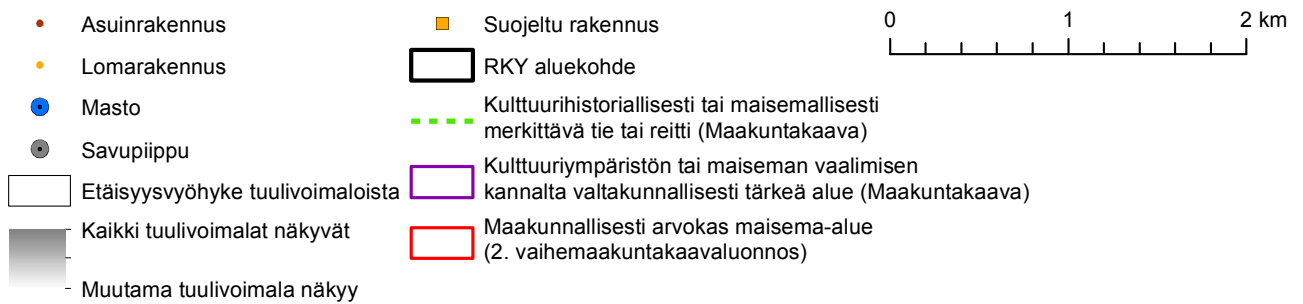 Asuinrakennus
Lomarakennus
Masto
Savupiippu
Etäisyysvyöhyke tuulivoimaloista
Kaikki tuulivoimalat näkyvät
Muutama tuulivoimala näkyy
Suojeltu rakennus
RKY aluekohde
Kulttuurihistoriallisesti tai maisemallisesti
merkittävä tie tai reitti (Maakuntakaava)
Kulttuuriympäristön tai maiseman vaalimisen
kannalta valtakunnallisesti tärkeä alue (Maakuntakaava)
Maakunnallisesti arvokas maisema-alue
(2. vaihemaakuntakaavaluonnos)
0 1 2 km